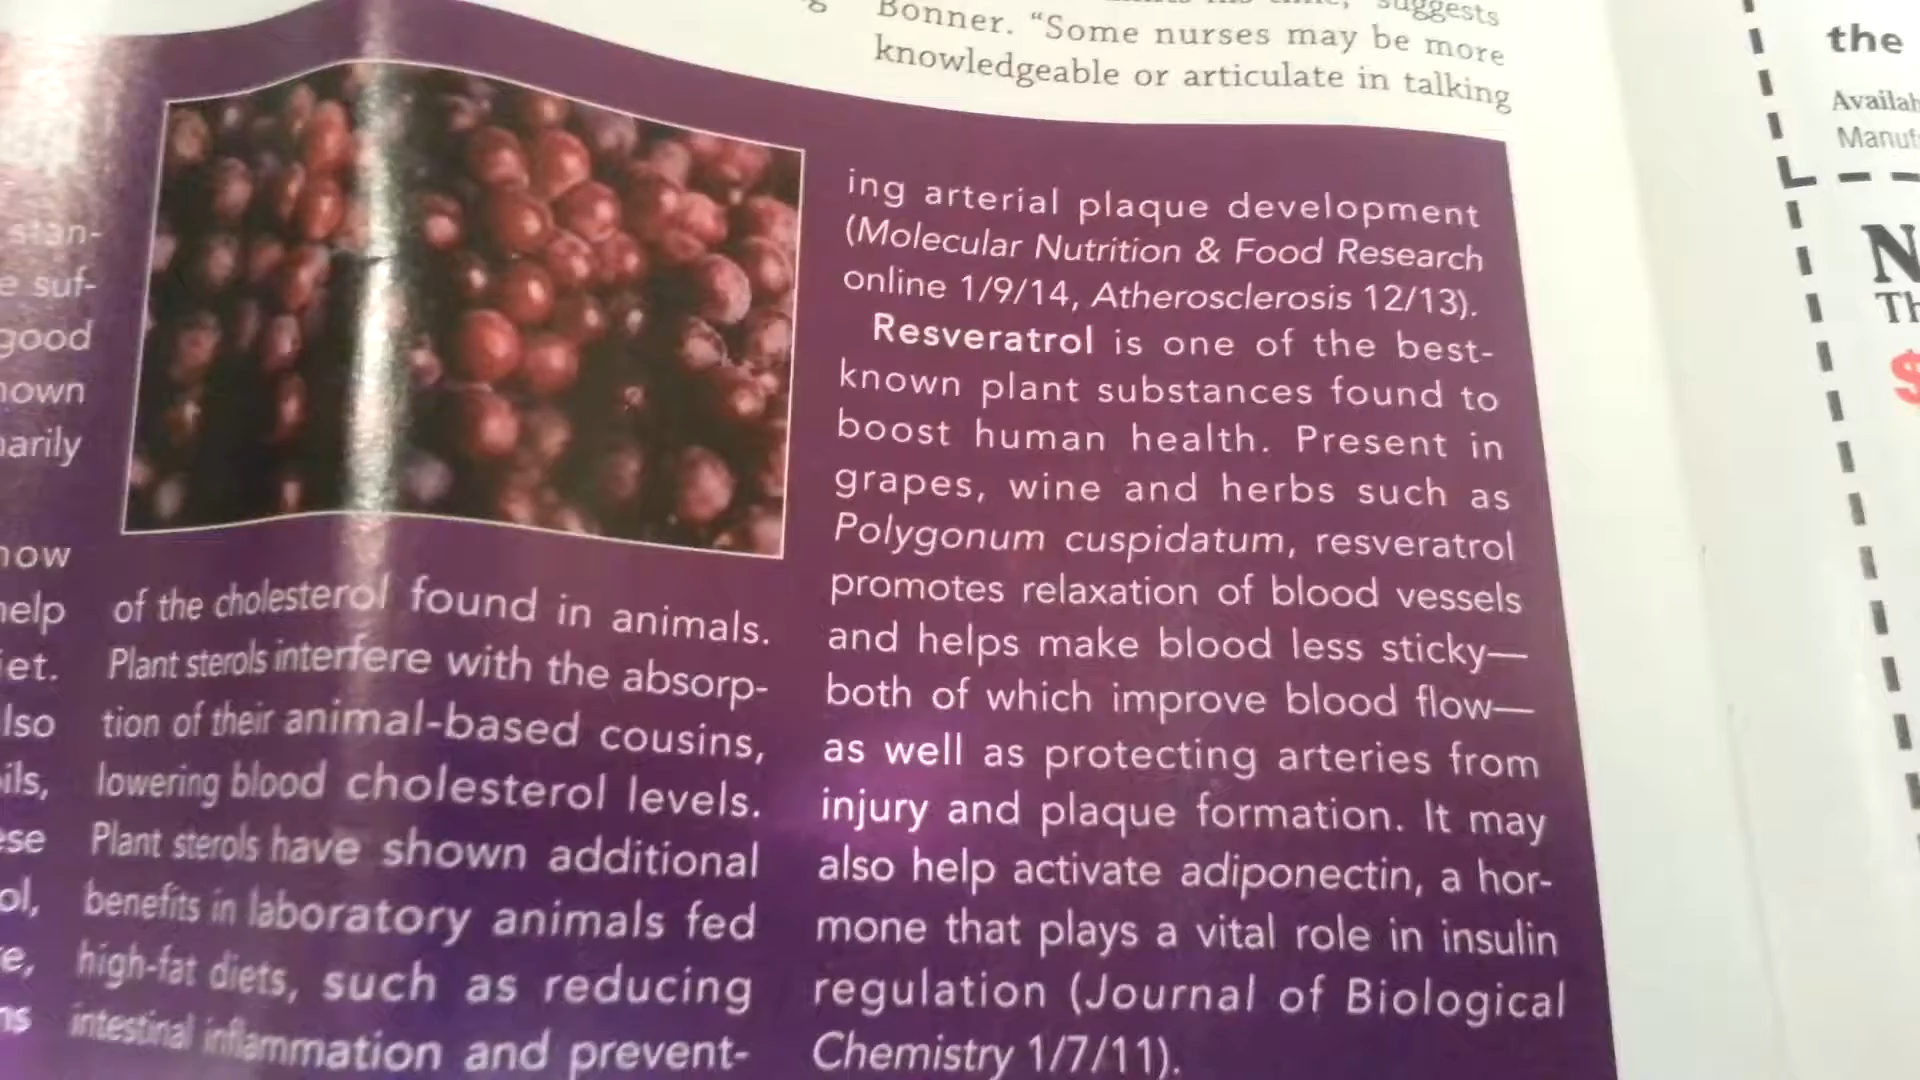 suggests
Bonner. “Some nurses may be more
knowledgeable or articulate in talking
stan-
suf-
good
arily
help
of the cholesterol found in animals.
Plant sterols interfere with the absorp-
tion of their animal-based cousins,
lowering blood cholesterol levels.
Plant sterols have shown additional
benefits in laboratory animals fed
high-fat diets, such as reducing
intestinal inflammation and prevent-
ing arterial plaque development
(Molecular Nutrition & Food Research
online 1/9/14, Atherosclerosis 12/13).
Resveratrol is one of the best-
known plant substances found to
boost human health. Present in
grapes, wine and herbs such as
Polygonum cuspidatum, resveratrol
promotes relaxation of blood vessels
and helps make blood less sticky—
both of which improve blood flow—
as well as protecting arteries from
injury and plaque formation. It may
also help activate adiponectin, a hor-
mone that plays a vital role in insulin
regulation (Journal of Biological
Chemistry 1/7/11).
the
$